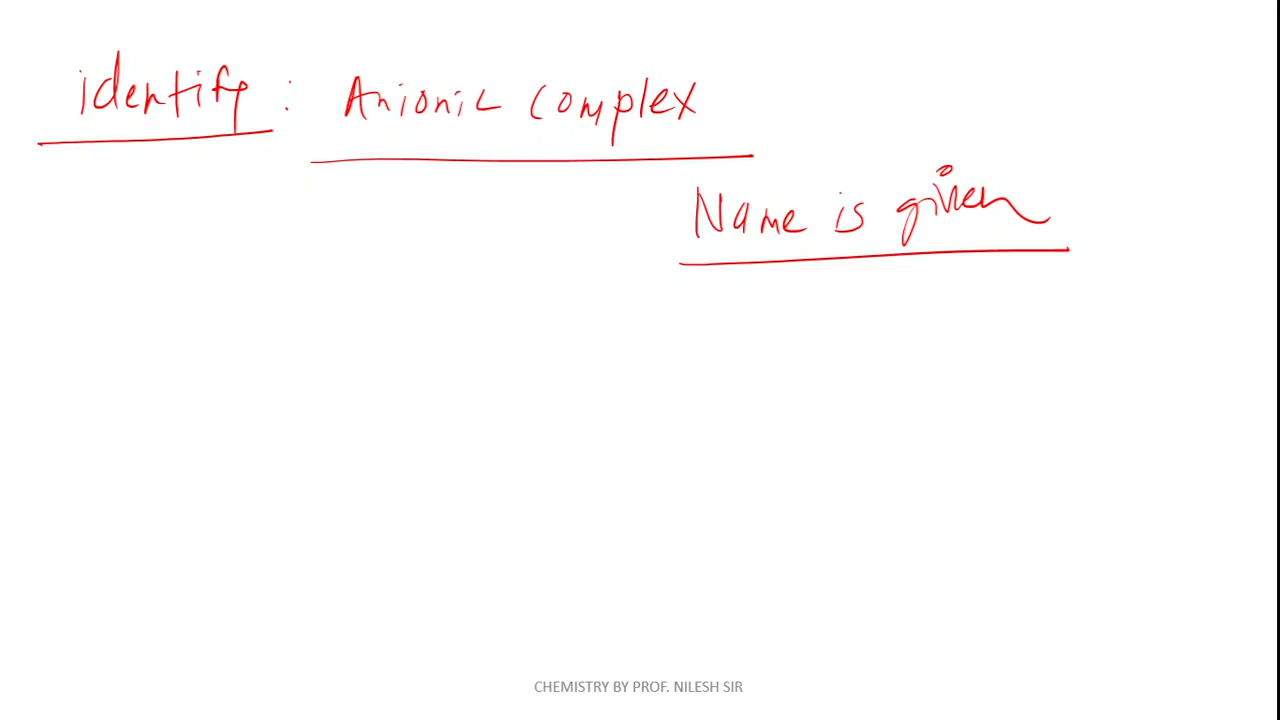 identify : Anionic complex
Name is given
CHEMISTRY BY PROF. NILESH SIR